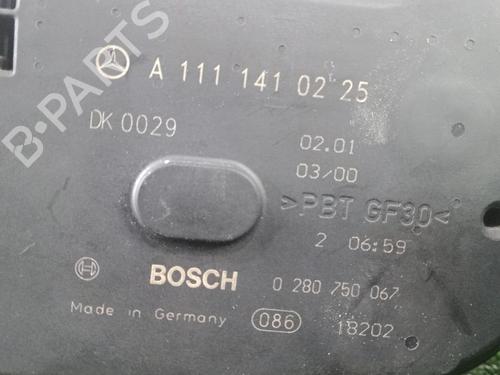 B-PARTS
A 111 141 02 25
DK 0029
02.01
03/00
>PBT GF30<
2 06:59
BOSCH
0 280 750 067
Made in Germany
086
18202